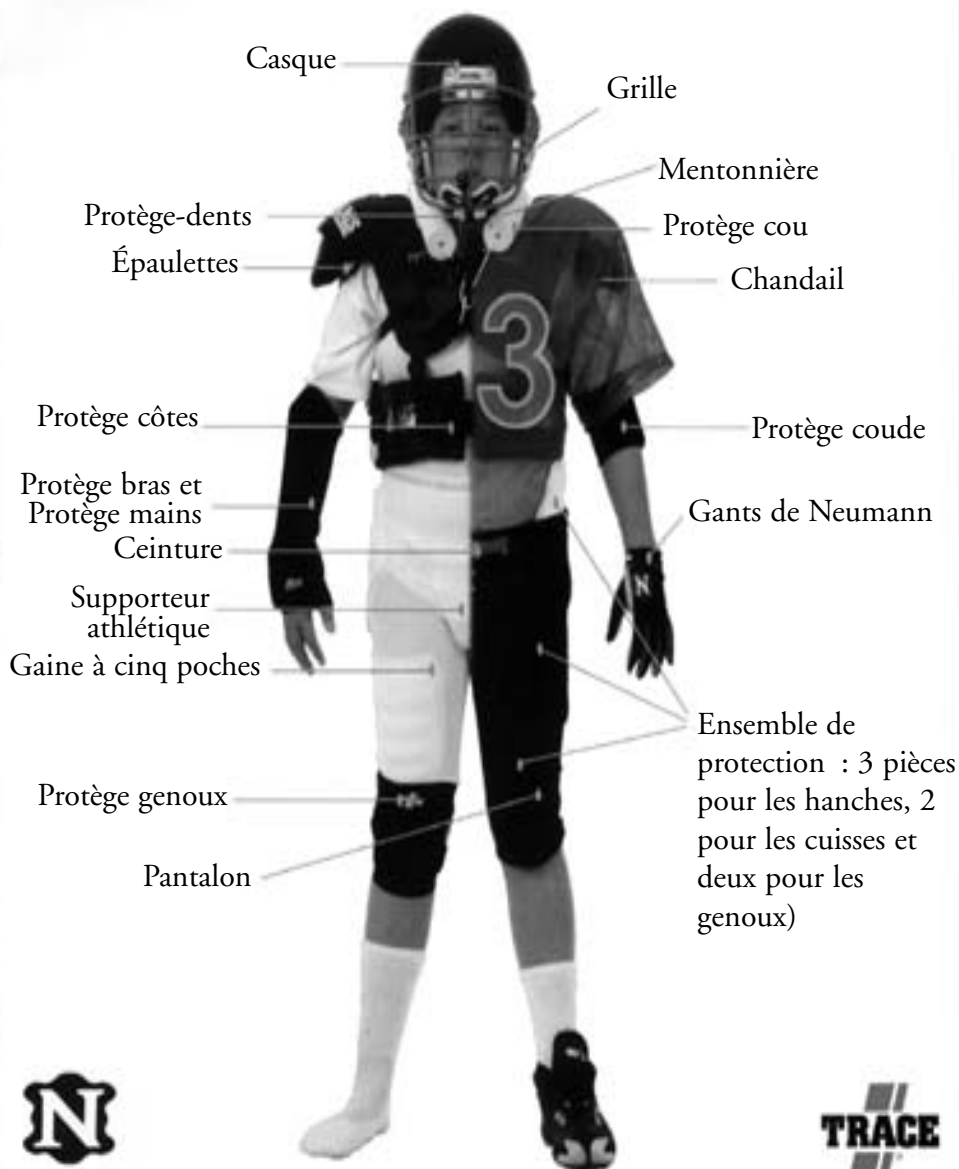 Casque
Grille
Mentonnière
Protège-dents
Protège cou
Épaulettes
Chandail
3
Protège côtes
Protège coude
Protège bras et
Protège mains
Gants de Neumann
Ceinture
N
Supporteur
athlétique
Gaine à cinq poches
Ensemble de
protection : 3 pièces
pour les hanches, 2
pour les cuisses et
deux pour les
genoux)
Protège genoux
Pantalon
N
TRACE